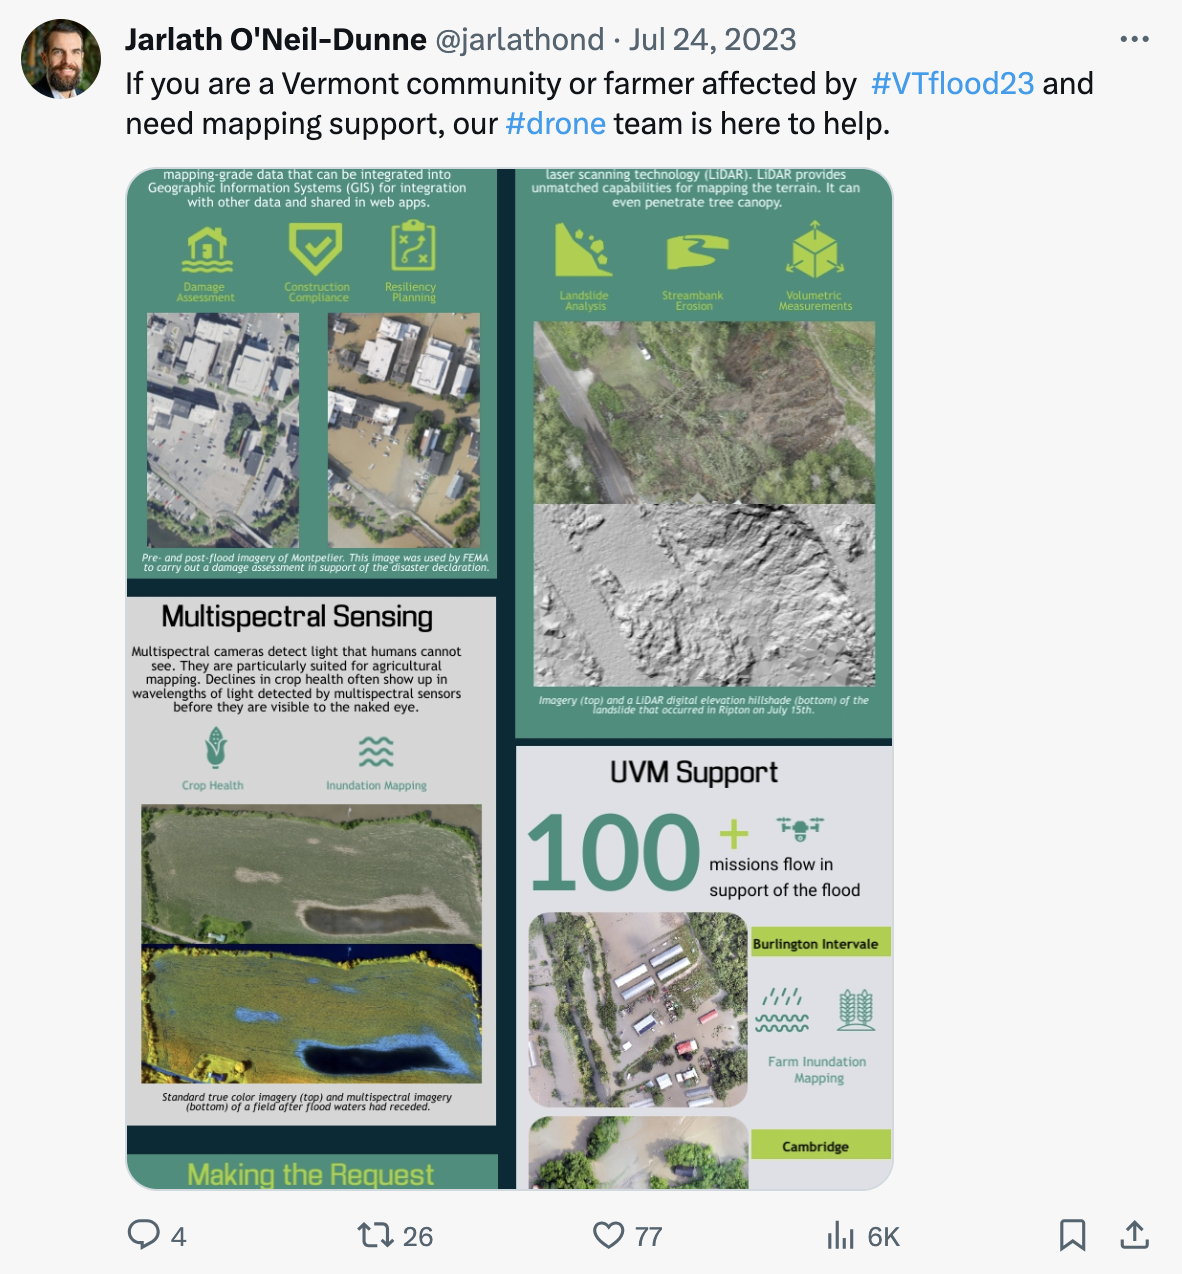 Jarlath O'Neil-Dunne @jarlathond · Jul 24, 2023
If you are a Vermont community or farmer affected by #VTflood23 and
need mapping support, our #drone team is here to help.
mapping-grade data that can be integrated into
Geographic Information Systems (GIS) for integration
with other data and shared in web apps.
Damage
Assessment
Construction
Compliance
Resiliency
Planning
Pre- and post-flood imagery of Montpelier. This image was used by FEMA
to carry out a damage assessment in support of the disaster declaration.
Multispectral Sensing
Multispectral cameras detect light that humans cannot
see. They are particularly suited for agricultural
mapping. Declines in crop health often show up in
wavelengths of light detected by multispectral sensors
before they are visible to the naked eye.
Crop Health
Inundation Mapping
Standard true color imagery (top) and multispectral imagery
(bottom) of a field after flood waters had receded.
Making the Request
laser scanning technology (LiDAR). LiDAR provides
unmatched capabilities for mapping the terrain. It can
even penetrate tree canopy.
Landslide
Analysis
Streambank
Erosion
Volumetric
Measurements
Imagery (top) and a LiDAR digital elevation hillshade (bottom) of the
landslide that occurred in Ripton on July 15th.
UVM Support
100+
missions flow in
support of the flood
Burlington Intervale
Farm Inundation
Mapping
Cambridge
4
26
77
6K